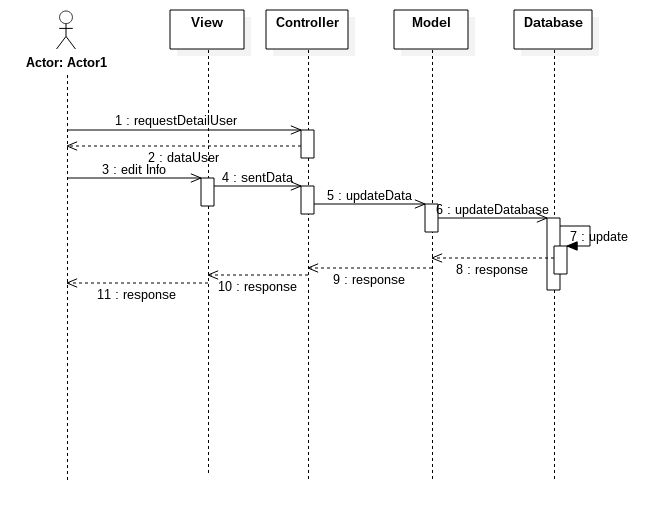 View
Controller
Model
Database
Actor: Actor1
1 : requestDetailUser
2 : dataUser
3 : edit Info
4 : sentData
5 : updateData
6 : updateDatabase
7 : update
8 : response
9 : response
10 : response
11 : response